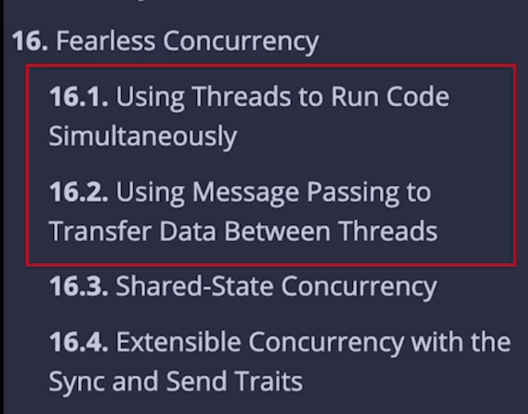 16. Fearless Concurrency
16.1. Using Threads to Run Code
Simultaneously
16.2. Using Message Passing to
Transfer Data Between Threads
16.3. Shared-State Concurrency
16.4. Extensible Concurrency with the
Sync and Send Traits